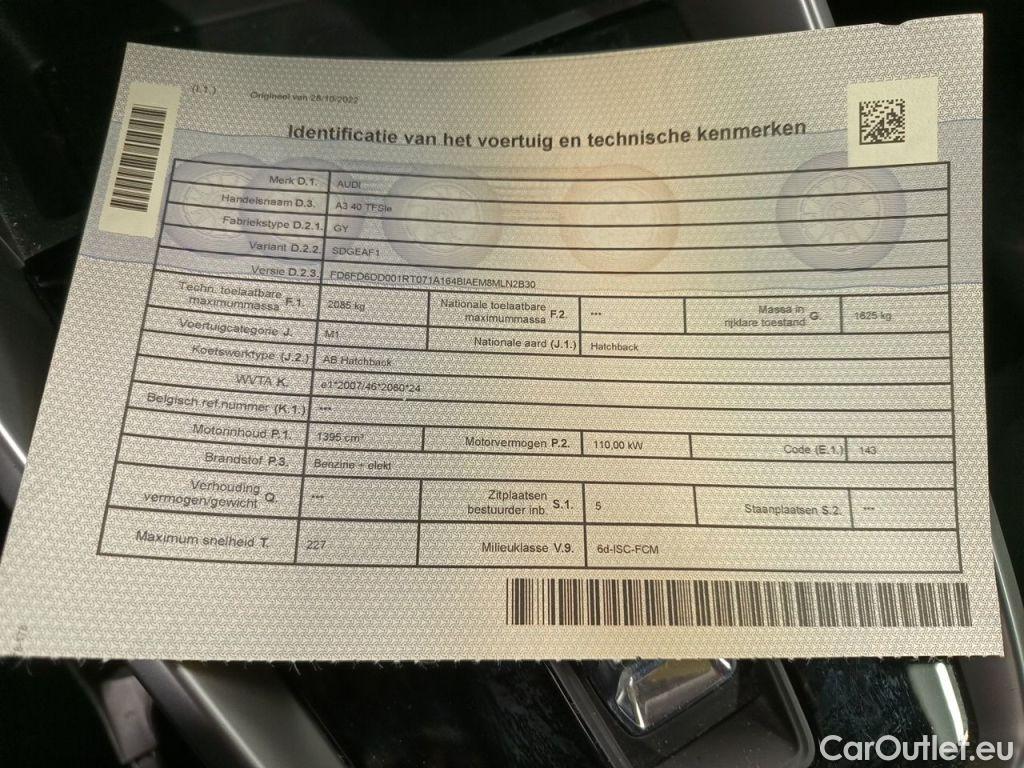 (I.1.) Origineel van 28/10/2022
Identificatie van het voertuig en technische kenmerken
Merk D.1. AUDI
Handelsnaam D.3. A3 40 TFSIe
Fabriekstype D.2.1. GY
Variant D.2.2. SDGEAF1
Versie D.2.3. FD6FD6DD001RT071A164BIAEM8MLN2B30
Techn. toelaatbare maximummassa F.1. 2085 kg Nationale toelaatbare maximummassa F.2. --- Massa in rijklare toestand G. 1625 kg
Voertuigcategorie J. M1 Nationale aard (J.1.) Hatchback
Koetswerktype (J.2.) AB Hatchback
WVTA K. e1*2007/46*2060*24
Belgisch ref.nummer (K.1.) ---
Motorinhoud P.1. 1395 cm³ Motorvermogen P.2. 110,00 kW Code (E.1.) 143
Brandstof P.3. Benzine + elekt
Verhouding vermogen/gewicht Q. --- Zitplaatsen bestuurder inb. S.1. 5 Staanplaatsen S.2. ---
Maximum snelheid T. 227 Milieuklasse V.9. 6d-ISC-FCM
CarOutlet.eu